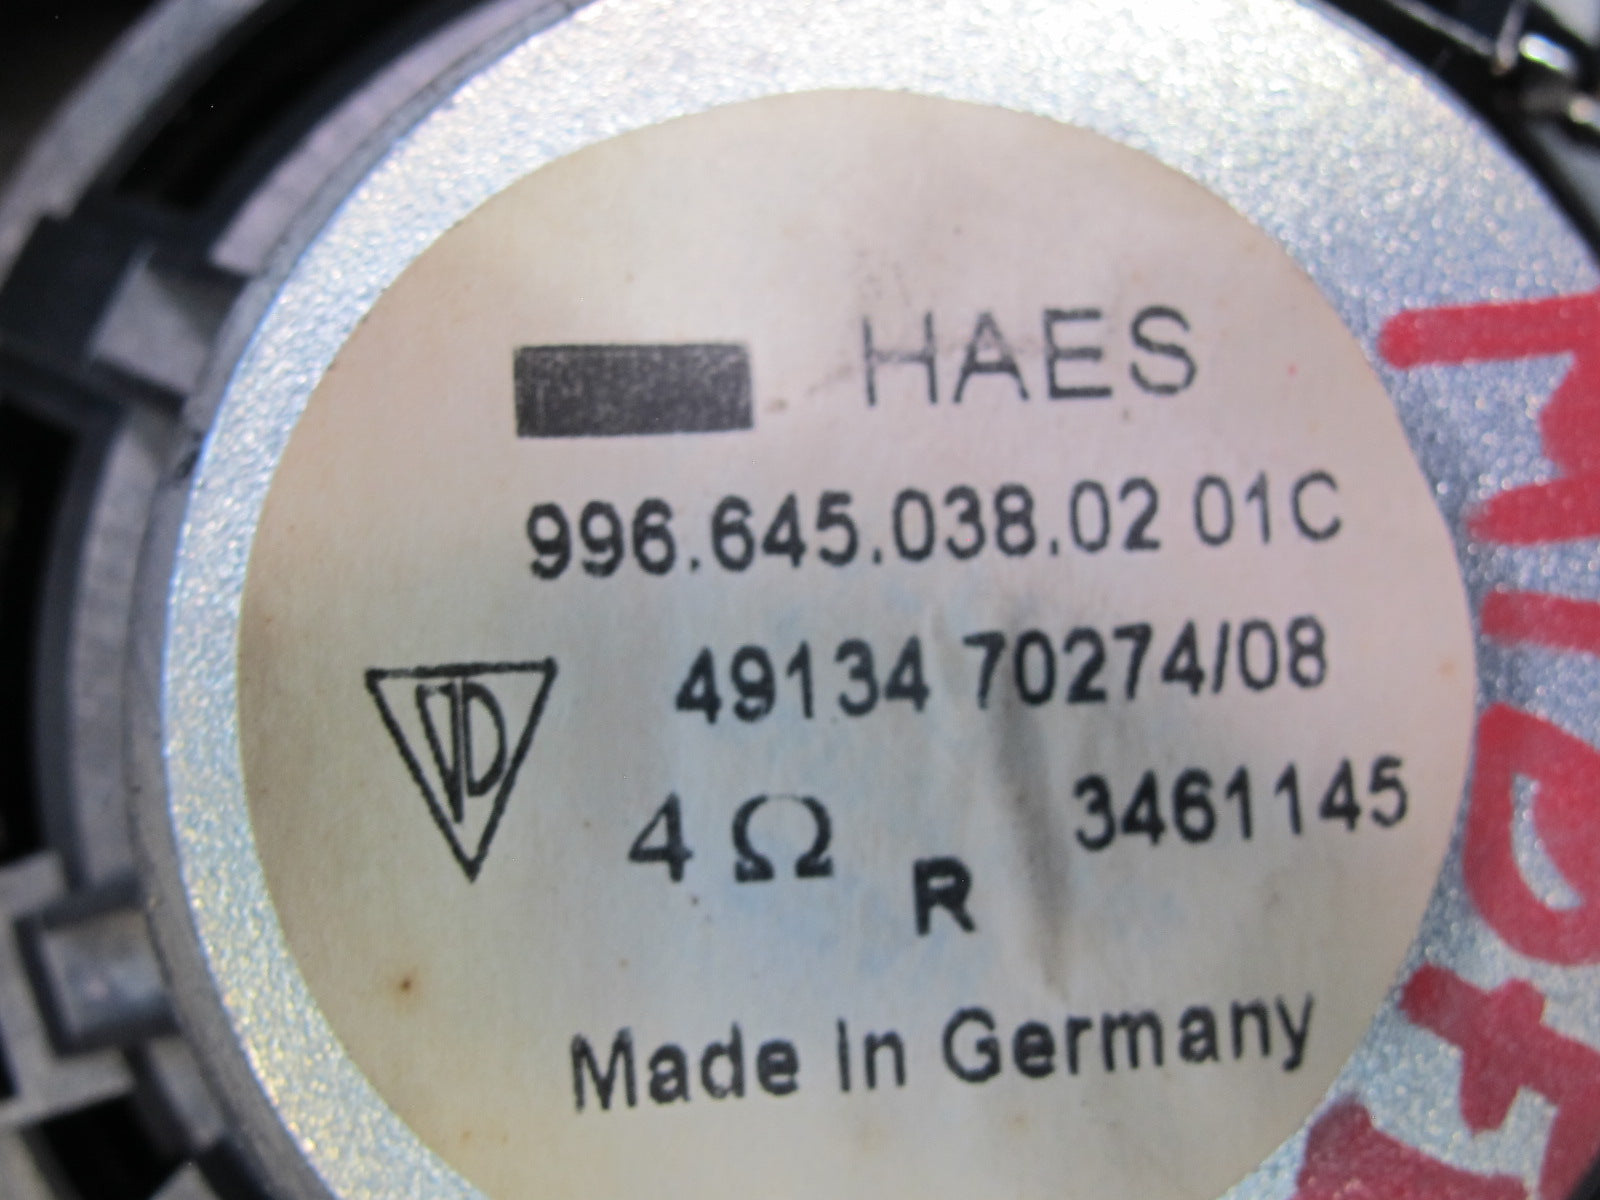 HAES
996.645.038.02 01C
49134 70274/08
4 Ω
3461145
R
Made In Germany